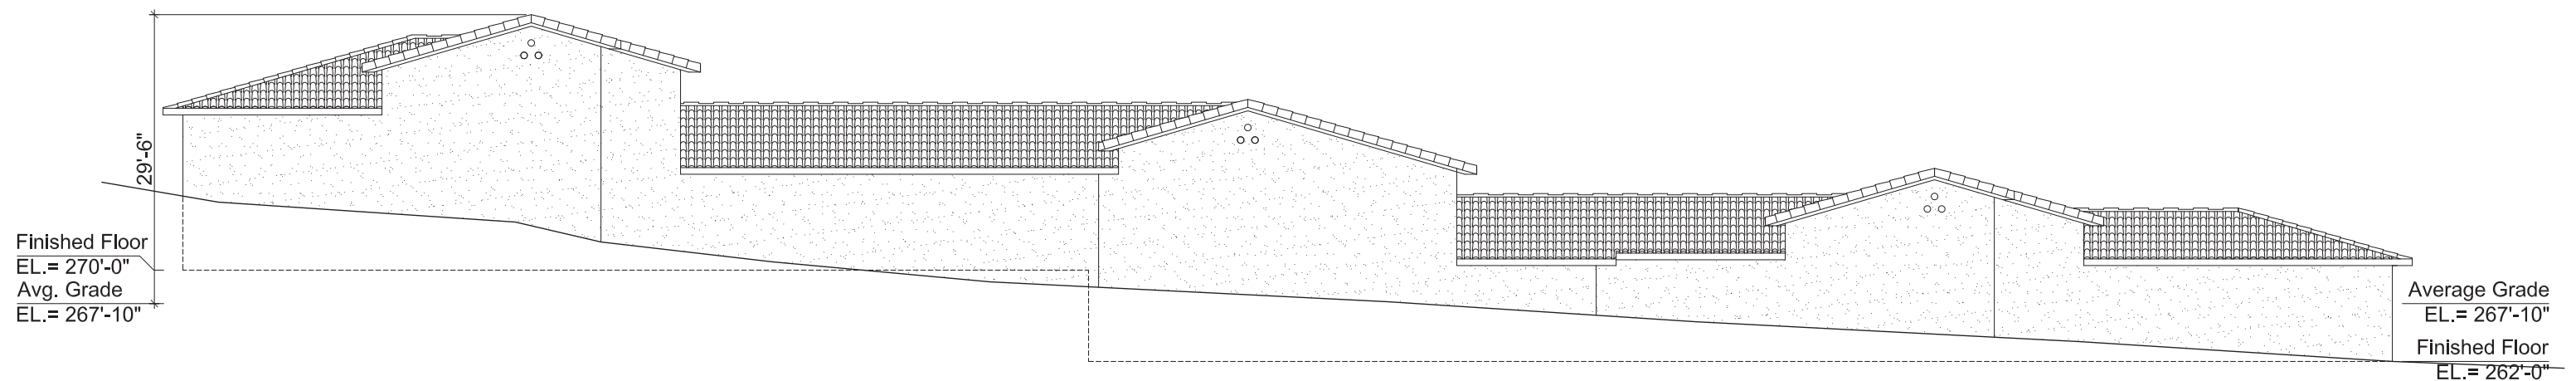 29'-6"
Finished Floor
EL.= 270'-0"
Avg. Grade
EL.= 267'-10"
Average Grade
EL.= 267'-10"
Finished Floor
EL.= 262'-0"